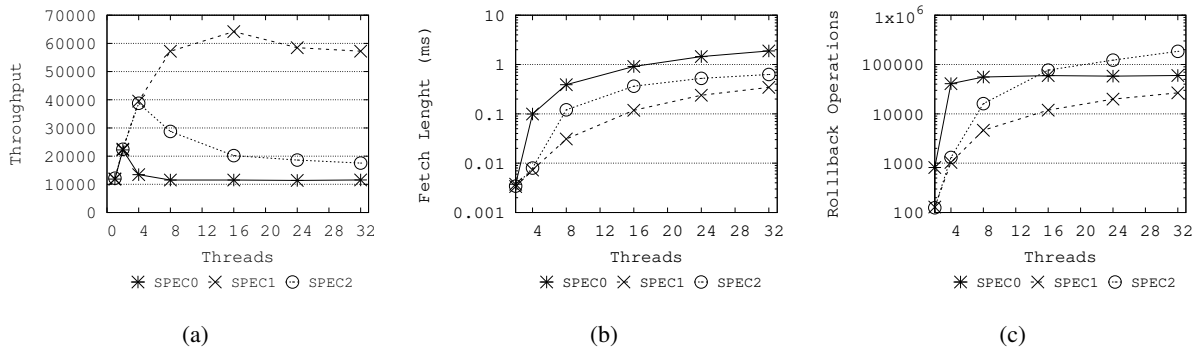 70000
60000
50000
40000
30000
20000
10000
0
Throughput
0 4 8 12 16 20 24 28 32
Threads
SPEC0 SPEC1 SPEC2
(a)
10
1
0.1
0.01
0.001
Fetch Lenght (ms)
4 8 12 16 20 24 28 32
Threads
SPEC0 SPEC1 SPEC2
(b)
1x10^6
100000
10000
1000
100
Rolllback Operations
4 8 12 16 20 24 28 32
Threads
SPEC0 SPEC1 SPEC2
(c)